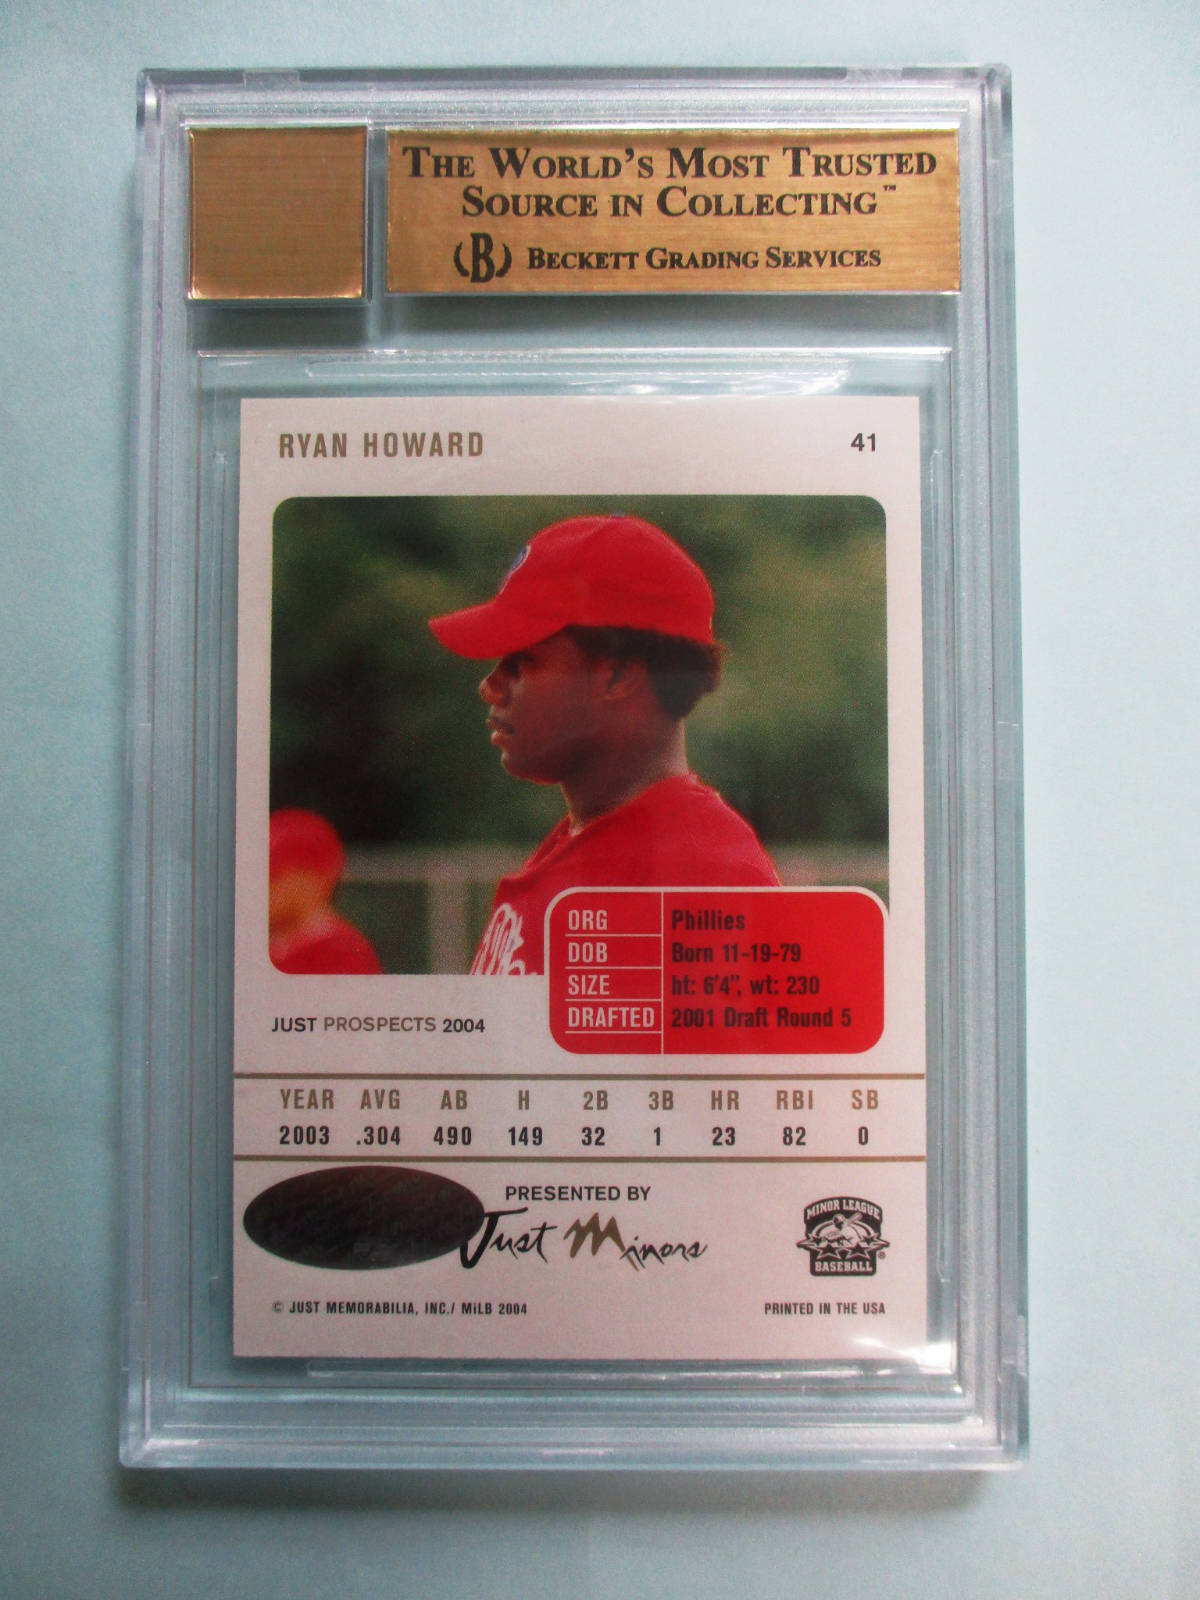 THE WORLD'S MOST TRUSTED
SOURCE IN COLLECTING™
(B) BECKETT GRADING SERVICES
RYAN HOWARD 41
ORG Phillies
DOB Born 11-19-79
SIZE ht: 6'4", wt: 230
DRAFTED 2001 Draft Round 5
JUST PROSPECTS 2004
YEAR AVG AB H 2B 3B HR RBI SB
2003 .304 490 149 32 1 23 82 0
PRESENTED BY
Just Minors
MINOR LEAGUE
BASEBALL ®
© JUST MEMORABILIA, INC./ MiLB 2004 PRINTED IN THE USA